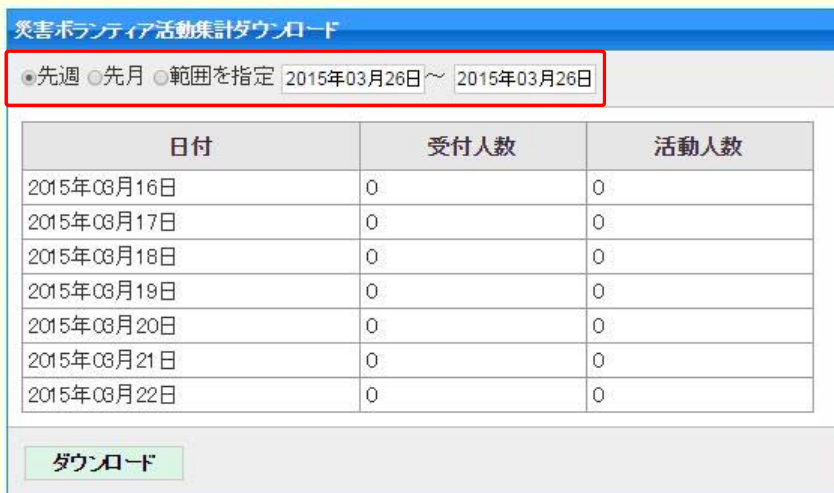 災害ボランティア活動集計ダウンロード
先週 先月 範囲を指定 2015年03月26日～ 2015年03月26日
日付 受付人数 活動人数
2015年03月16日 0 0
2015年03月17日 0 0
2015年03月18日 0 0
2015年03月19日 0 0
2015年03月20日 0 0
2015年03月21日 0 0
2015年03月22日 0 0
ダウンロード